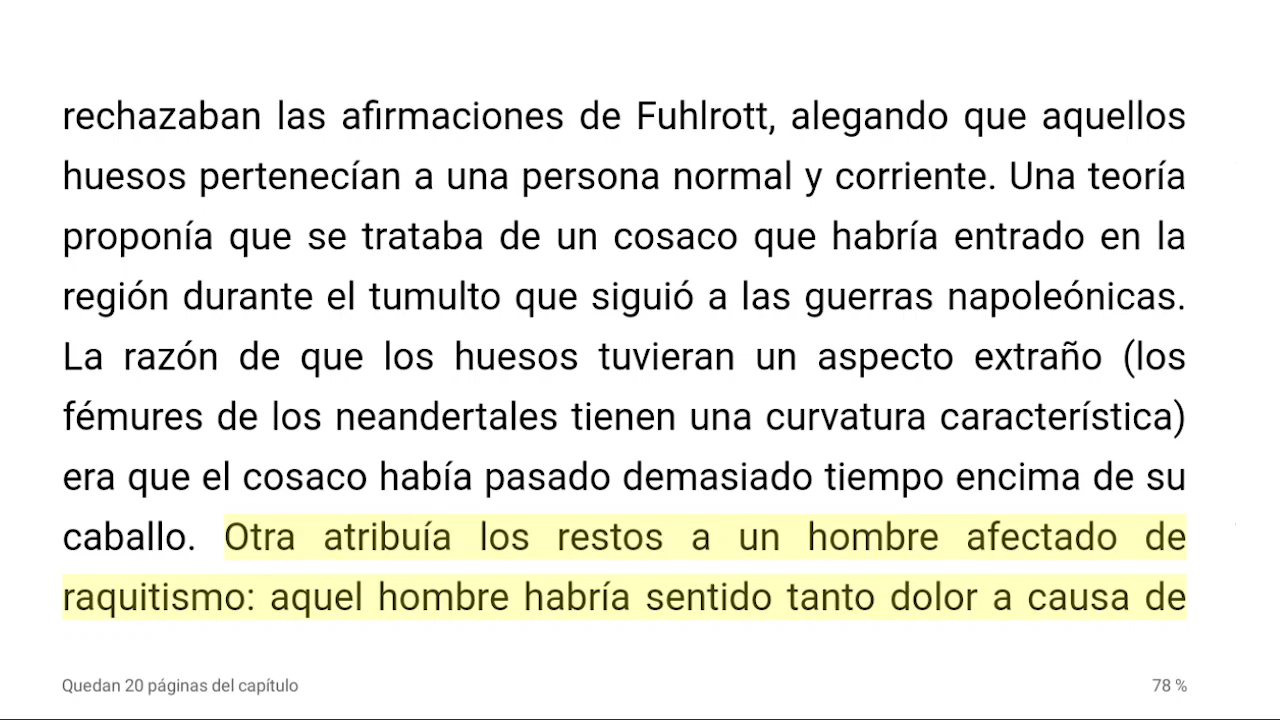 rechazaban las afirmaciones de Fuhlrott, alegando que aquellos
huesos pertenecían a una persona normal y corriente. Una teoría
proponía que se trataba de un cosaco que habría entrado en la
región durante el tumulto que siguió a las guerras napoleónicas.
La razón de que los huesos tuvieran un aspecto extraño (los
fémures de los neandertales tienen una curvatura característica)
era que el cosaco había pasado demasiado tiempo encima de su
caballo. Otra atribuía los restos a un hombre afectado de
raquitismo: aquel hombre habría sentido tanto dolor a causa de
Quedan 20 páginas del capítulo 78 %